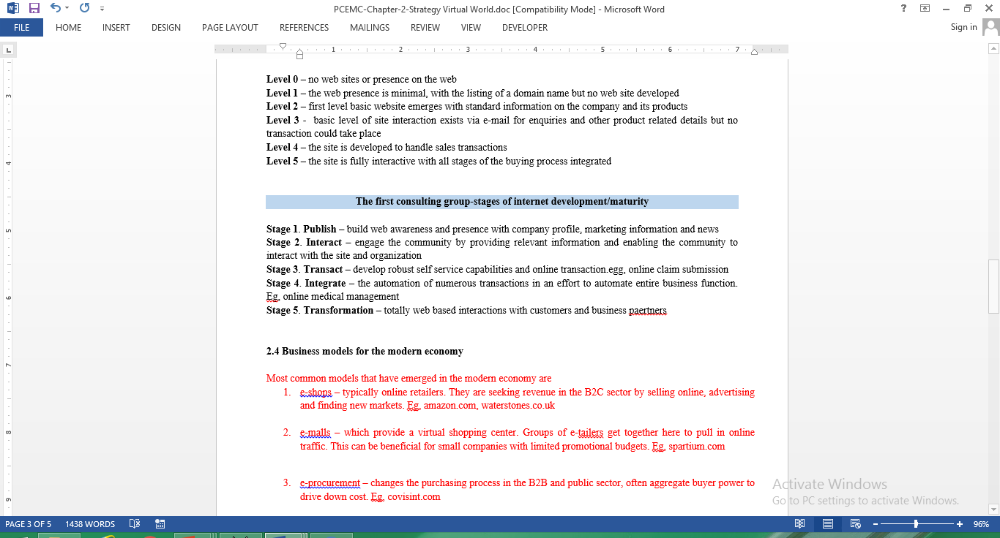 PCEMC-Chapter-2-Strategy Virtual World.doc [Compatibility Mode] - Microsoft Word
FILE HOME INSERT DESIGN PAGE LAYOUT REFERENCES MAILINGS REVIEW VIEW DEVELOPER Sign in
1 2 3 4 5 6 7
Level 0 – no web sites or presence on the web
Level 1 – the web presence is minimal, with the listing of a domain name but no web site developed
Level 2 – first level basic website emerges with standard information on the company and its products
Level 3 - basic level of site interaction exists via e-mail for enquiries and other product related details but no
transaction could take place
Level 4 – the site is developed to handle sales transactions
Level 5 – the site is fully interactive with all stages of the buying process integrated
The first consulting group-stages of internet development/maturity
Stage 1. Publish – build web awareness and presence with company profile, marketing information and news
Stage 2. Interact – engage the community by providing relevant information and enabling the community to
interact with the site and organization
Stage 3. Transact – develop robust self service capabilities and online transaction.egg, online claim submission
Stage 4. Integrate – the automation of numerous transactions in an effort to automate entire business function.
Eg, online medical management
Stage 5. Transformation – totally web based interactions with customers and business paertners
2.4 Business models for the modern economy
Most common models that have emerged in the modern economy are
1. e-shops – typically online retailers. They are seeking revenue in the B2C sector by selling online, advertising
and finding new markets. Eg, amazon.com, waterstones.co.uk
2. e-malls – which provide a virtual shopping center. Groups of e-tailers get together here to pull in online
traffic. This can be beneficial for small companies with limited promotional budgets. Eg, spartium.com
3. e-procurement – changes the purchasing process in the B2B and public sector, often aggregate buyer power to
drive down cost. Eg, covisint.com
Activate Windows
Go to PC settings to activate Windows.
PAGE 3 OF 5 1438 WORDS 96%